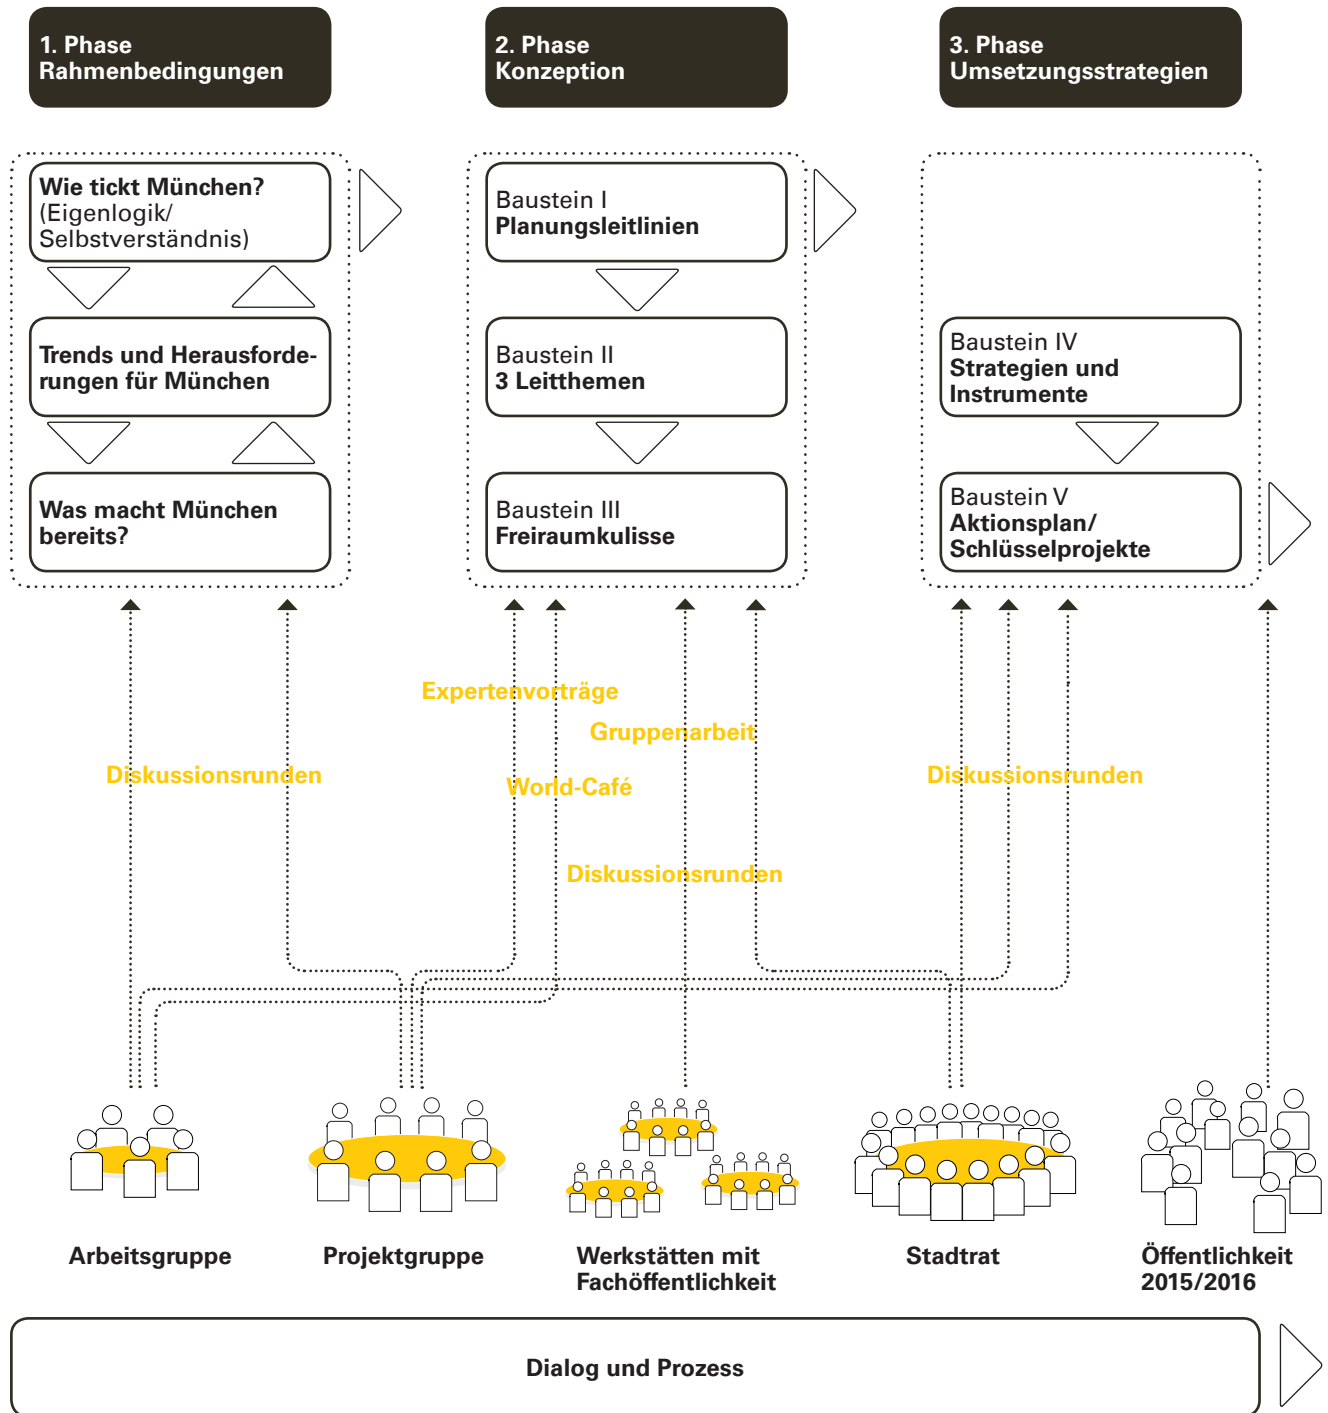 1. Phase
Rahmenbedingungen
2. Phase
Konzeption
3. Phase
Umsetzungsstrategien
Wie tickt München?
(Eigenlogik/
Selbstverständnis)
Trends und Herausforde-
rungen für München
Was macht München
bereits?
Baustein I
Planungsleitlinien
Baustein II
3 Leitthemen
Baustein III
Freiraumkulisse
Baustein IV
Strategien und
Instrumente
Baustein V
Aktionsplan/
Schlüsselprojekte
Expertenvorträge
Gruppenarbeit
Diskussionsrunden
World-Café
Diskussionsrunden
Diskussionsrunden
Arbeitsgruppe
Projektgruppe
Werkstätten mit
Fachöffentlichkeit
Stadtrat
Öffentlichkeit
2015/2016
Dialog und Prozess